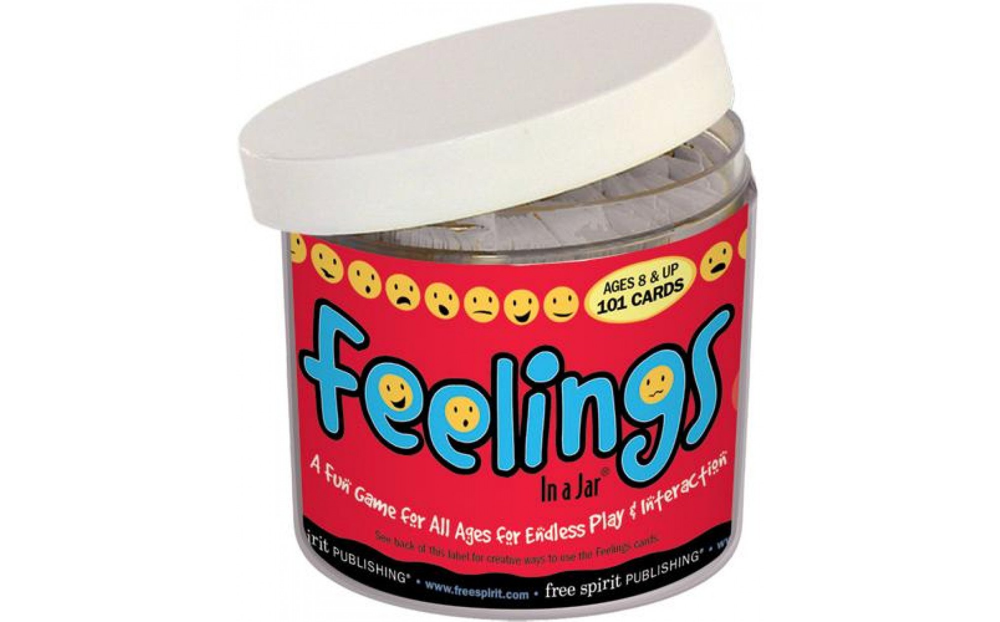 AGES 8 & UP
101 CARDS
Feelings
In a Jar®
A Fun Game for All Ages for Endless Play & Interaction
See back of this label for creative ways to use the Feelings cards.
irit PUBLISHING® • www.freespirit.com • free spirit PUBLISHING® • w